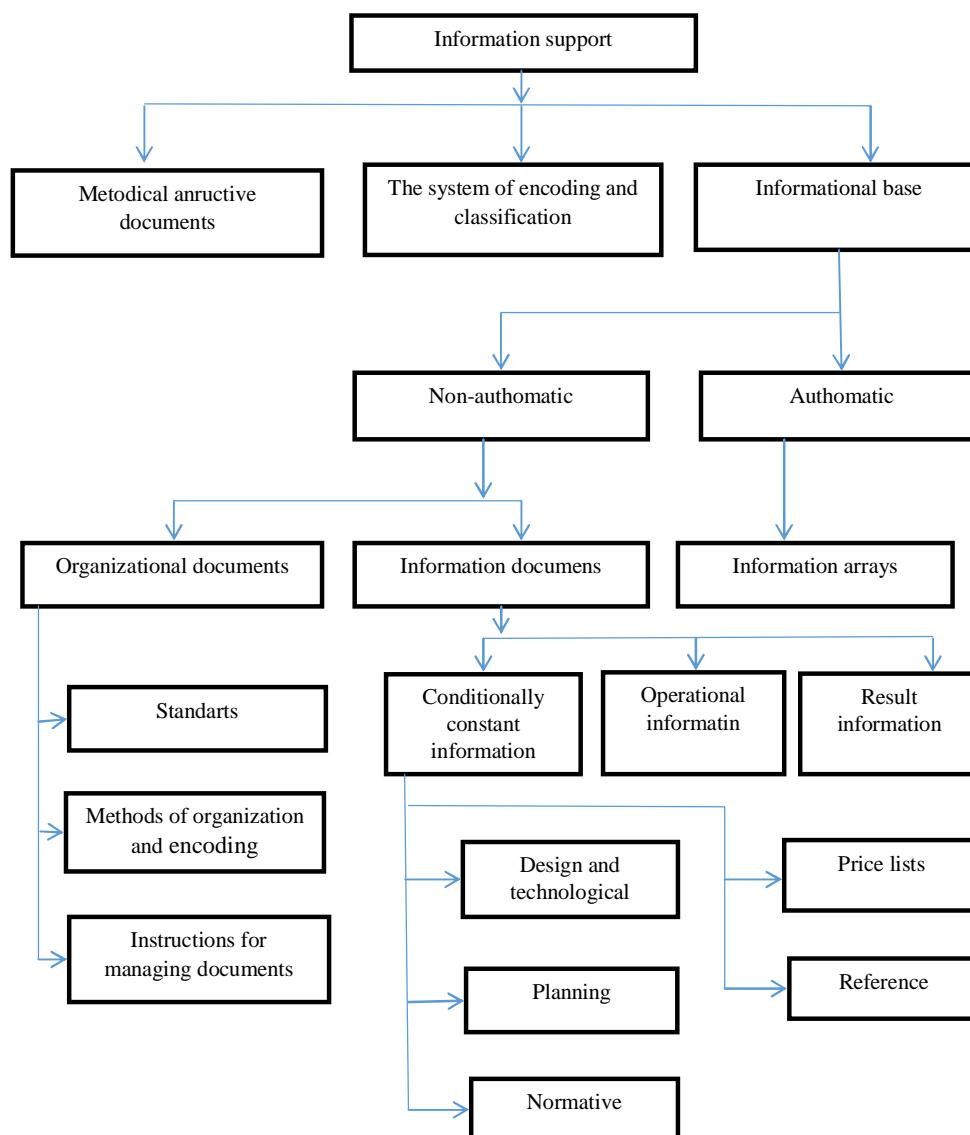 Information support
Metodical anructive
documents
The system of encoding and
classification
Informational base
Non-authomatic
Authomatic
Organizational documents
Information documens
Information arrays
Conditionally
constant
information
Operational
informatin
Result
information
Standarts
Methods of organization
and encoding
Instructions for
managing documents
Design and
technological
Price lists
Planning
Reference
Normative